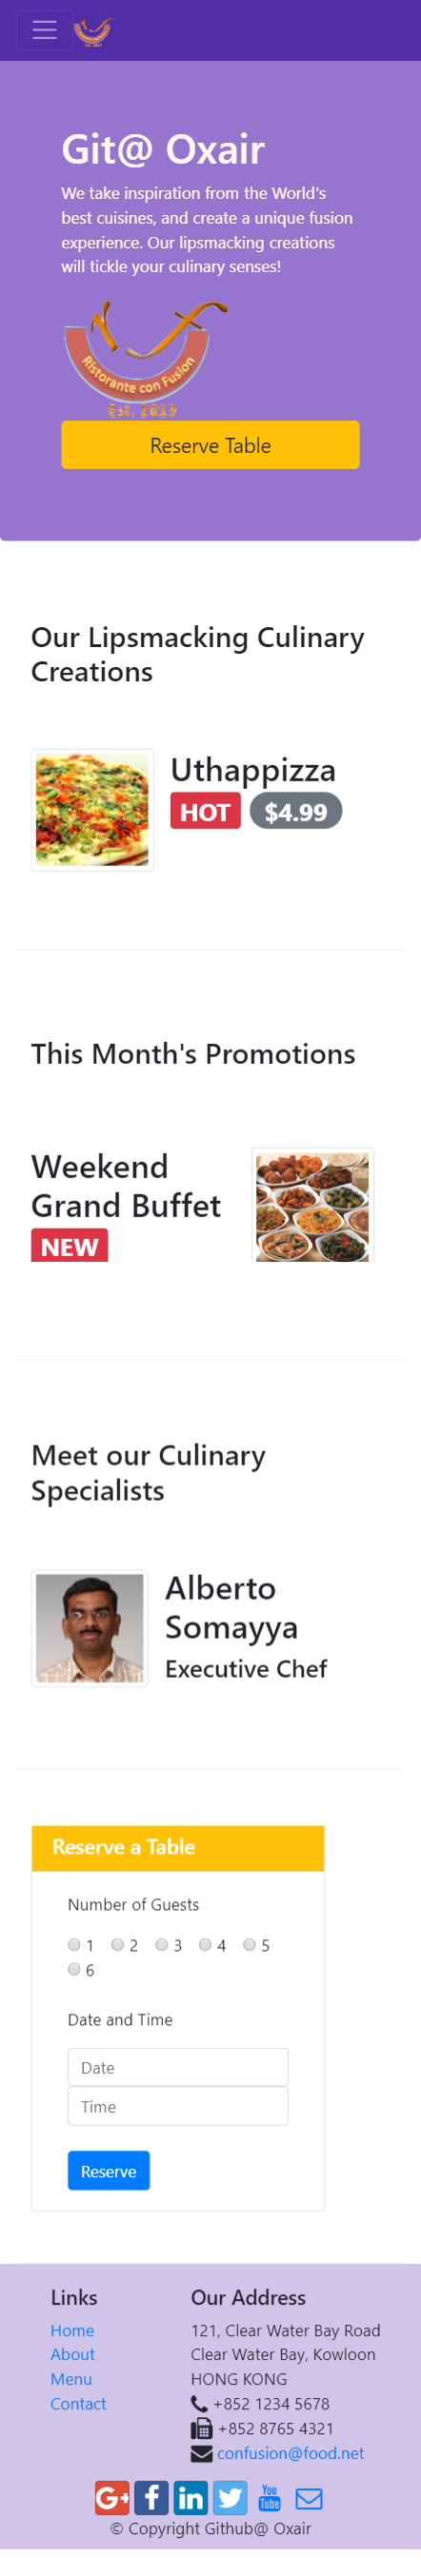 Git@ Oxair
We take inspiration from the World's
best cuisines, and create a unique fusion
experience. Our lipsmacking creations
will tickle your culinary senses!
Ristorante con Fusion
Est. 2019
Reserve Table
Our Lipsmacking Culinary
Creations
Uthappizza
HOT $4.99
This Month's Promotions
Weekend
Grand Buffet
NEW
Meet our Culinary
Specialists
Alberto
Somayya
Executive Chef
Reserve a Table
Number of Guests
1 2 3 4 5
6
Date and Time
Date
Time
Reserve
Links
Home
About
Menu
Contact
Our Address
121, Clear Water Bay Road
Clear Water Bay, Kowloon
HONG KONG
+852 1234 5678
+852 8765 4321
confusion@food.net
G+ f in You Tube
© Copyright Github@ Oxair